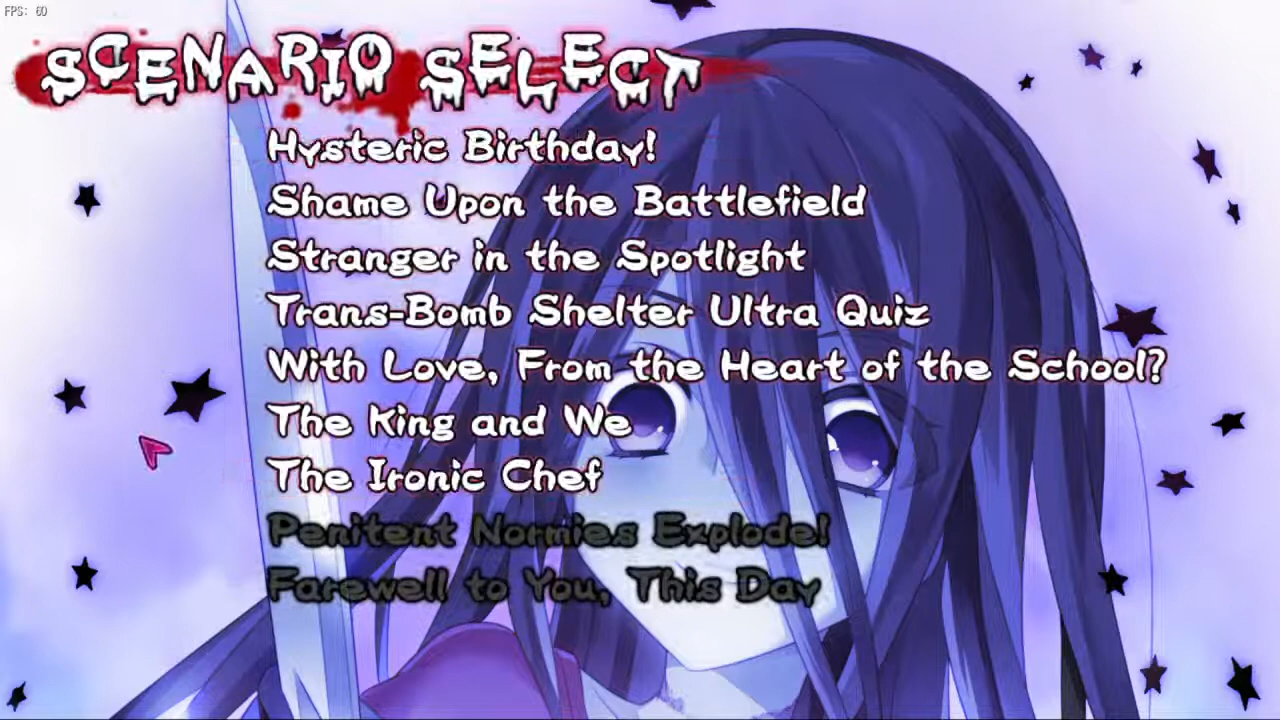 FPS: 60
SCENARIO SELECT
Hysteric Birthday!
Shame Upon the Battlefield
Stranger in the Spotlight
Trans-Bomb Shelter Ultra Quiz
With Love, From the Heart of the School?
The King and We
The Ironic Chef
Penitent Normies Explode!
Farewell to You, This Day